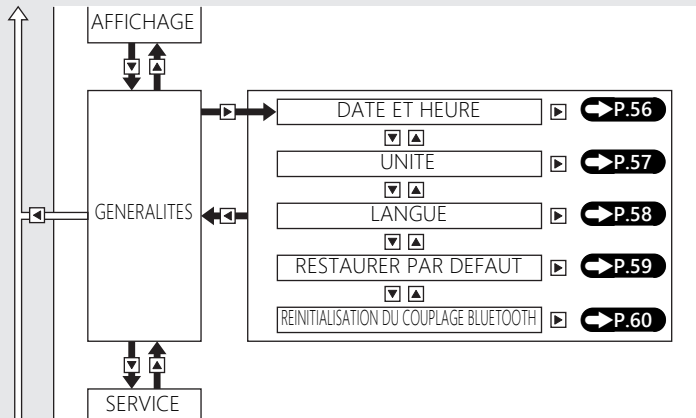 AFFICHAGE
DATE ET HEURE P.56
UNITE P.57
GENERALITES
LANGUE P.58
RESTAURER PAR DEFAUT P.59
REINITIALISATION DU COUPLAGE BLUETOOTH P.60
SERVICE